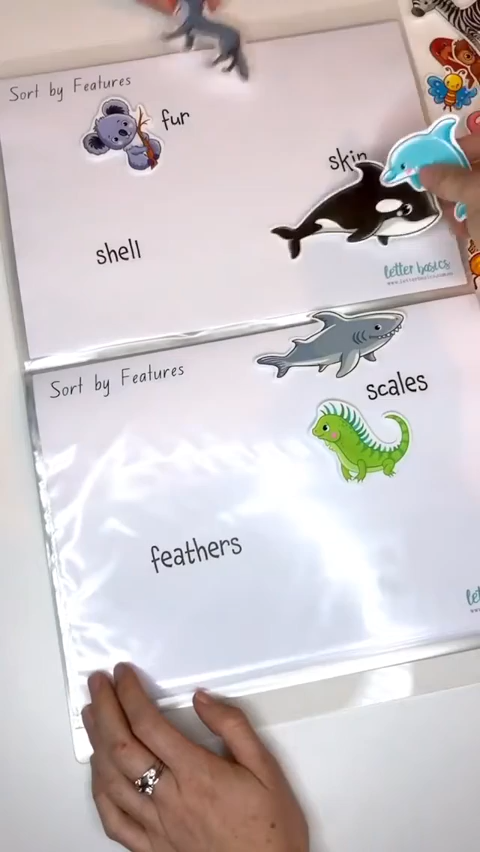 Sort by Features
fur
skin
shell
letter basics
Sort by Features
scales
feathers